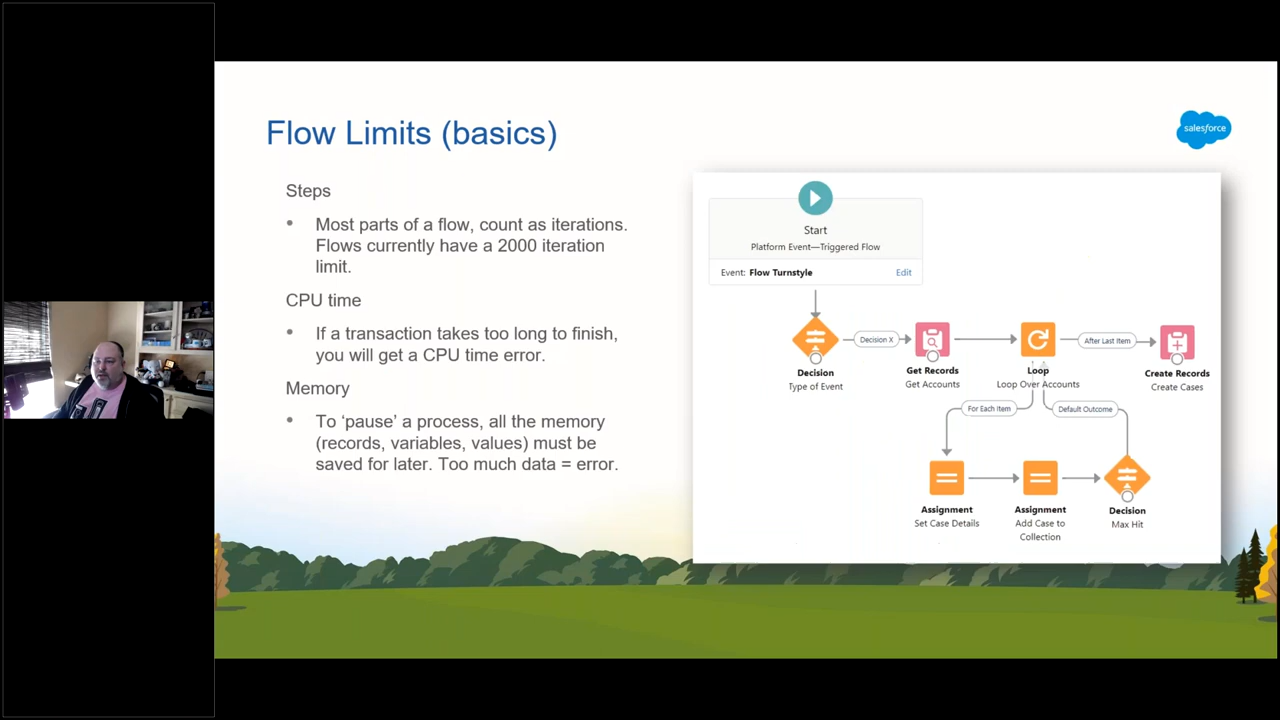 Flow Limits (basics)
salesforce
Steps
• Most parts of a flow, count as iterations.
Flows currently have a 2000 iteration
limit.
CPU time
• If a transaction takes too long to finish,
you will get a CPU time error.
Memory
• To ‘pause’ a process, all the memory
(records, variables, values) must be
saved for later. Too much data = error.
Start
Platform Event—Triggered Flow
Event: Flow Turnstyle Edit
Decision
Type of Event
Decision X
Get Records
Get Accounts
Loop
Loop Over Accounts
After Last Item
Create Records
Create Cases
For Each Item
Default Outcome
Assignment
Set Case Details
Assignment
Add Case to
Collection
Decision
Max Hit